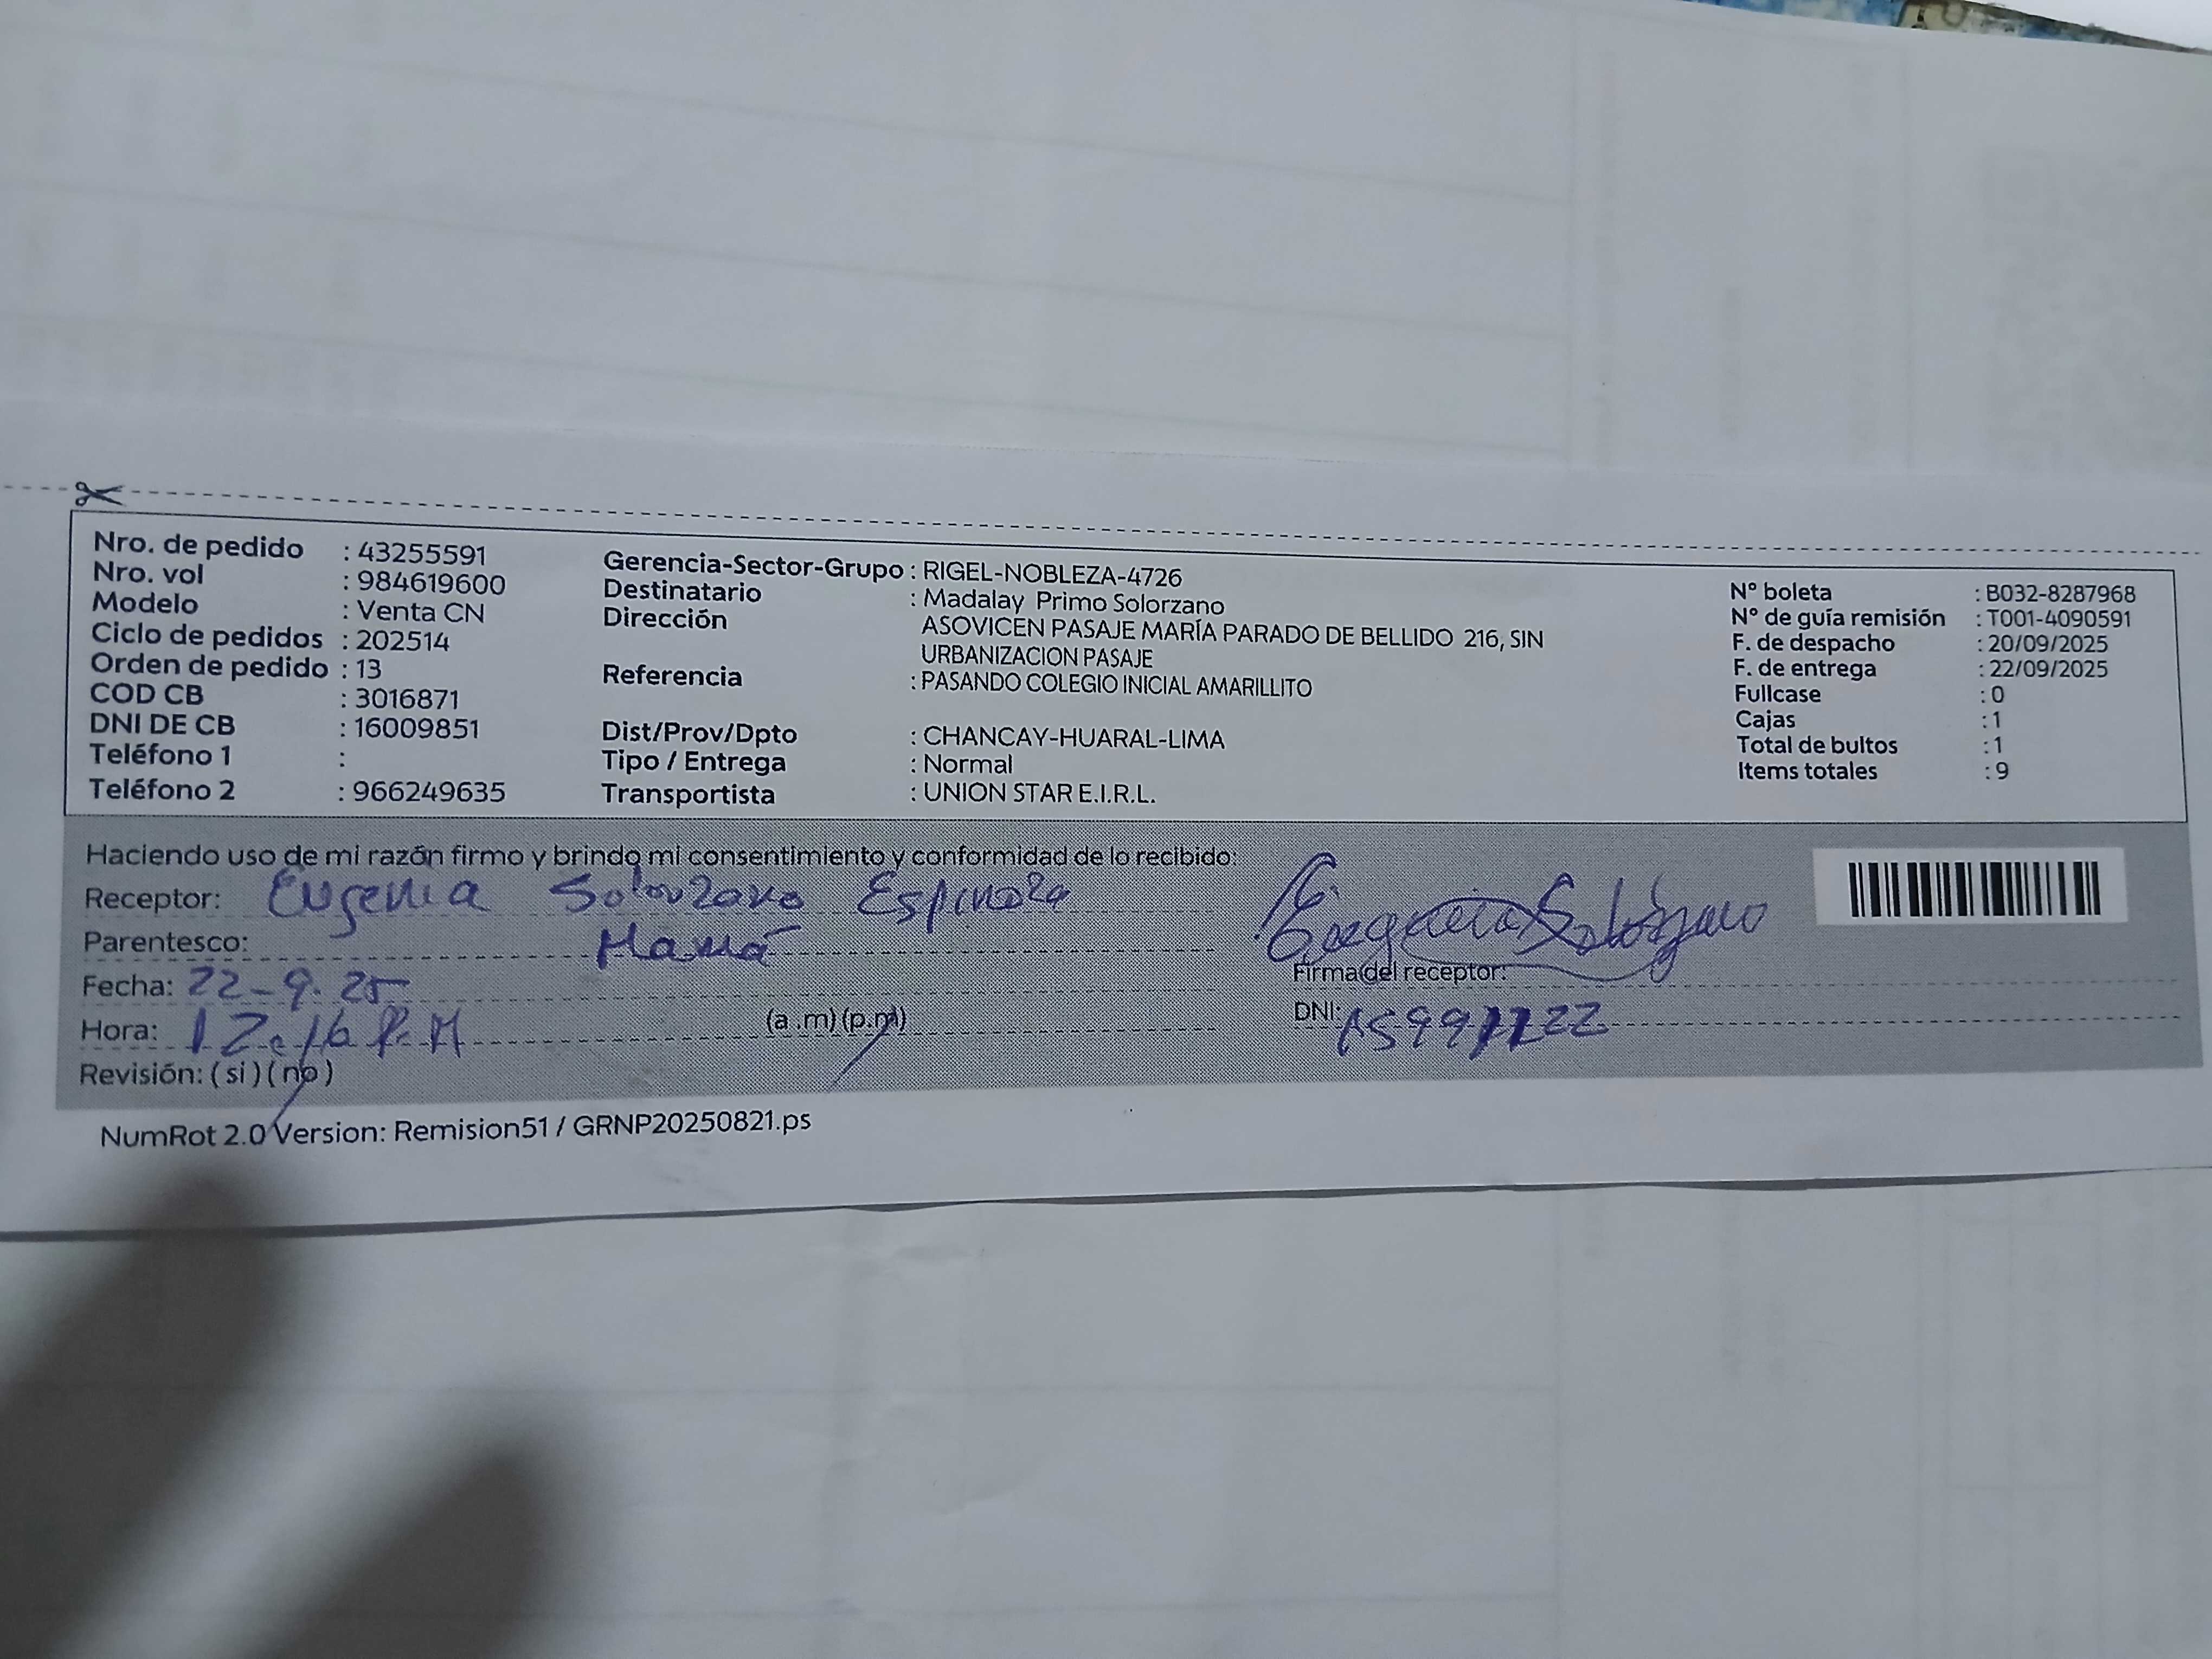 Nro. de pedido : 43255591
Nro. vol : 984619600
Modelo : Venta CN
Ciclo de pedidos : 202514
Orden de pedido : 13
COD CB : 3016871
DNI DE CB : 16009851
Teléfono 1 :
Teléfono 2 : 966249635
Gerencia-Sector-Grupo : RIGEL-NOBLEZA-4726
Destinatario : Madalay Primo Solorzano
Dirección ASOVICEN PASAJE MARÍA PARADO DE BELLIDO 216, SIN
URBANIZACION PASAJE
Referencia : PASANDO COLEGIO INICIAL AMARILLITO
Dist/Prov/Dpto : CHANCAY-HUARAL-LIMA
Tipo / Entrega : Normal
Transportista : UNION STAR E.I.R.L.
N° boleta : B032-8287968
N° de guía remisión : T001-4090591
F. de despacho : 20/09/2025
F. de entrega : 22/09/2025
Fullcase : 0
Cajas : 1
Total de bultos : 1
Items totales : 9
Haciendo uso de mi razón firmo y brindo mi consentimiento y conformidad de lo recibido:
Receptor: Eugenia Solorzano Espinoza
Parentesco: Mamá
Fecha: 22-9-25
Hora: 12:16 P.M (a .m) (p.m)
Revisión: (si) (no)
Solórzano
Firma del receptor:
DNI:
NumRot 2.0 Version: Remision51 / GRNP20250821.ps